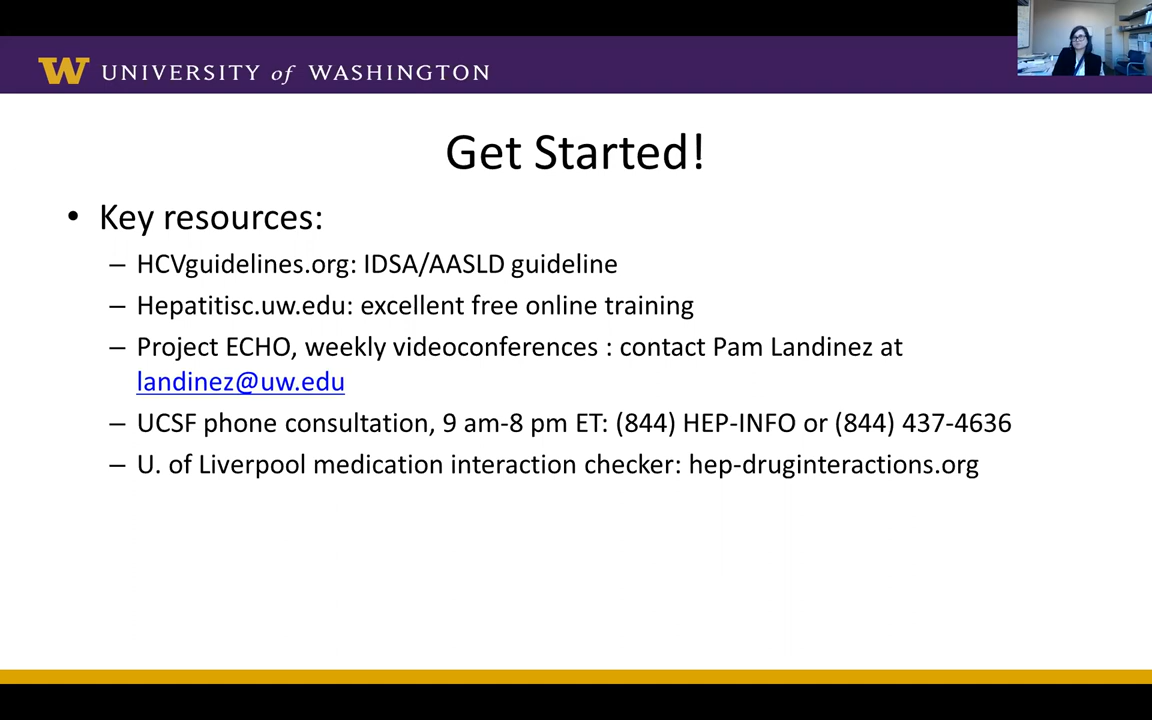 W UNIVERSITY of WASHINGTON
Get Started!
• Key resources:
– HCVguidelines.org: IDSA/AASLD guideline
– Hepatitisc.uw.edu: excellent free online training
– Project ECHO, weekly videoconferences : contact Pam Landinez at
landinez@uw.edu
– UCSF phone consultation, 9 am-8 pm ET: (844) HEP-INFO or (844) 437-4636
– U. of Liverpool medication interaction checker: hep-druginteractions.org